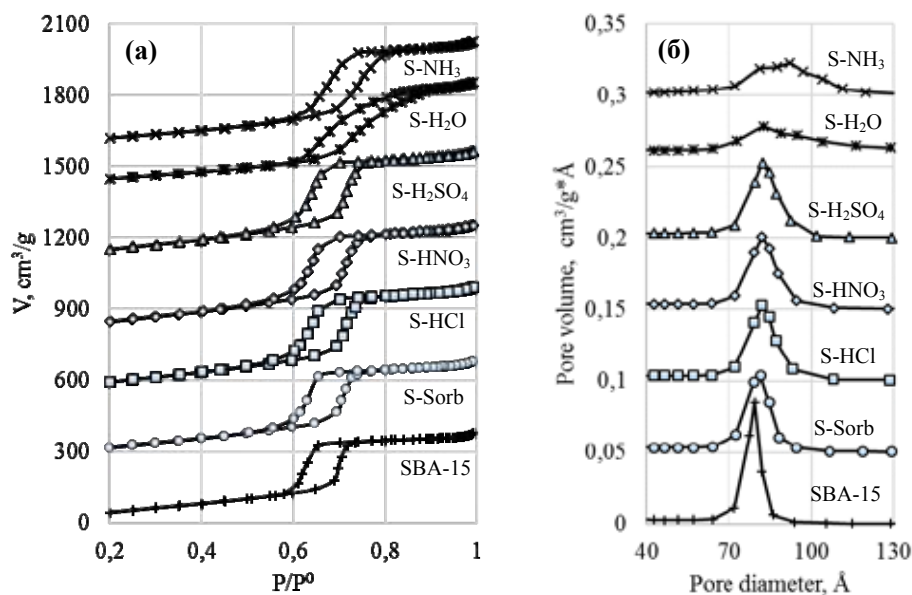 (a)
2100
1800
1500
1200
900
600
300
0
V, cm³/g
0,2
0,4
0,6
0,8
1
P/P⁰
S-NH₃
S-H₂O
S-H₂SO₄
S-HNO₃
S-HCl
S-Sorb
SBA-15
(б)
0,35
0,3
0,25
0,2
0,15
0,1
0,05
0
Pore volume, cm³/g*Å
40
70
100
130
Pore diameter, Å
S-NH₃
S-H₂O
S-H₂SO₄
S-HNO₃
S-HCl
S-Sorb
SBA-15